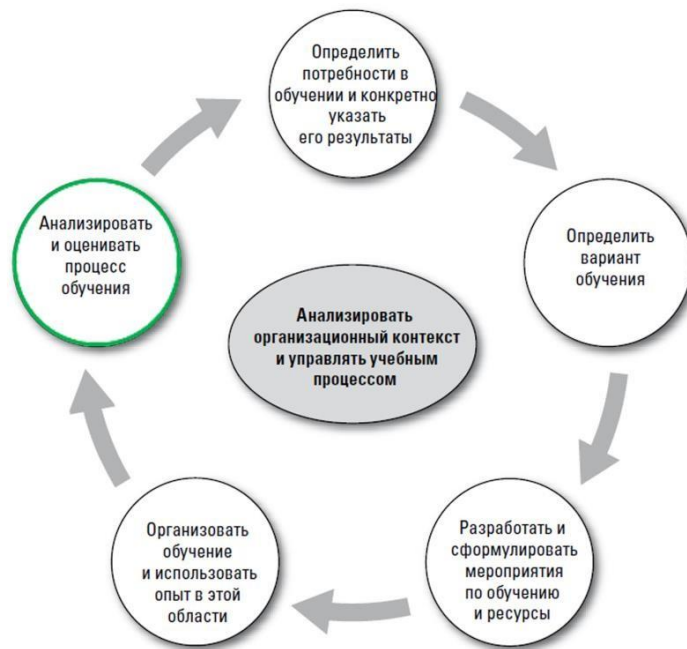 Определить
потребности в
обучении и конкретно
указать
его результаты
Определить
вариант
обучения
Разработать и
сформулировать
мероприятия
по обучению
и ресурсы
Организовать
обучение
и использовать
опыт в этой
области
Анализировать
и оценивать
процесс
обучения
Анализировать
организационный контекст
и управлять учебным
процессом